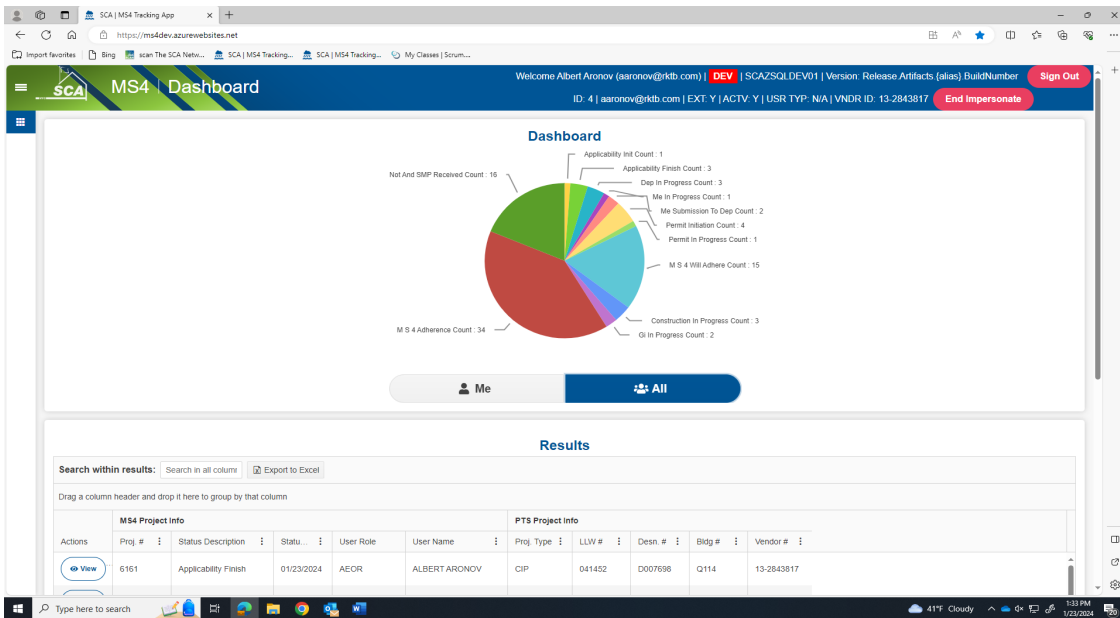 SCA | MS4 Tracking App
https://ms4dev.azurewebsites.net
Import favorites Bing scan The SCA Netw... SCA | MS4 Tracking... SCA | MS4 Tracking... My Classes | Scrum....
SCA MS4 | Dashboard
Welcome Albert Aronov (aaronov@rktb.com) | DEV | SCAZSQLDEV01 | Version: Release.Artifacts.{alias}.BuildNumber Sign Out
ID: 4 | aaronov@rktb.com | EXT: Y | ACTV: Y | USR TYP: N/A | VNDR ID: 13-2843817 End Impersonate
Dashboard
Applicability Init Count : 1
Applicability Finish Count : 3
Not And SMP Received Count : 16
Dep In Progress Count : 3
Me In Progress Count : 1
Me Submission To Dep Count : 2
Permit Initiation Count : 4
Permit In Progress Count : 1
M S 4 Will Adhere Count : 15
Construction In Progress Count : 3
M S 4 Adherence Count : 34
Gi In Progress Count : 2
Me All
Results
Search within results: Search in all colum Export to Excel
Drag a column header and drop it here to group by that column
MS4 Project Info PTS Project Info
Actions Proj. # Status Description Statu... User Role User Name Proj. Type LLW # Desn. # Bldg # Vendor #
View 6161 Applicability Finish 01/23/2024 AEOR ALBERT ARONOV CIP 041452 D007698 Q114 13-2843817
Type here to search 41°F Cloudy 1:33 PM
1/23/2024 20